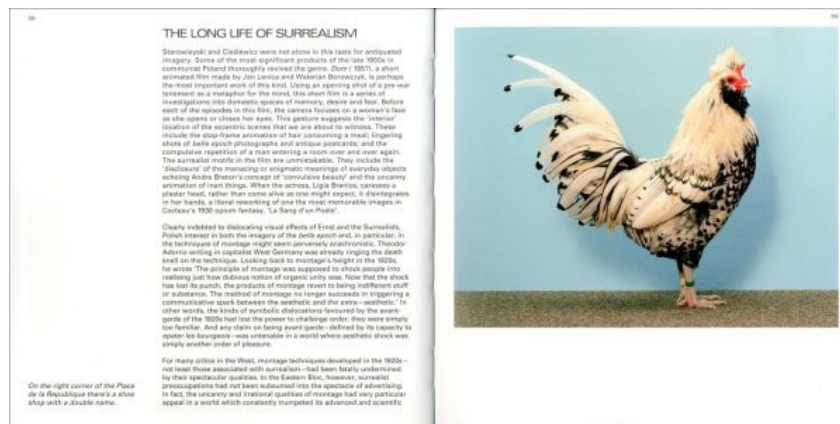 THE LONG LIFE OF SURREALISM
Starowieyski and Cieślewicz were not alone in this taste for antiquated
imagery. Some of the most significant products of the late 1950s in
communist Poland thoroughly revived the genre. Dom ( 1957), a short
animated film made by Jan Lenica and Walerian Borowczyk, is perhaps
the most important work of this kind. Using an opening shot of a pre war
tenement as a metaphor for the mind, this short film is a series of
investigations into domestic spaces of memory, desire and fear. Before
each of the episodes in this film, the camera focuses on a woman's face
as she opens or closes her eyes. This gesture suggests the 'interior'
location of the eccentric scenes that we are about to witness. These
include the stop-frame animation of hair consuming a meal; lingering
shots of belle epoch photographs and antique postcards; and the
compulsive repetition of a man entering a room over and over again.
The surrealist motifs in the film are unmistakable. They include the
'disclosure' of the menacing or enigmatic meanings of everyday objects
echoing Andre Breton's concept of 'convulsive beauty' and the uncanny
animation of inert things. When the actress, Ligia Branice, caresses a
plaster head, rather than come alive as one might expect, it disintegrates
in her hands, a literal reworking of one the most memorable images in
Cocteau's 1930 opium fantasy, 'Le Sang d'un Poete'.
Clearly indebted to dislocating visual effects of Ernst and the Surrealists,
Polish interest in both the imagery of the belle epoch and, in particular, in
the techniques of montage might seem perversely anachronistic. Theodor
Adorno writing in capitalist West Germany was already ringing the death
knell on the technique. Looking back to montage's height in the 1920s,
he wrote 'The principle of montage was supposed to shock people into
realising just how dubious notion of organic unity was. Now that the shock
has lost its punch, the products of montage revert to being indifferent stuff
or substance. The method of montage no longer succeeds in triggering a
communicative spark between the aesthetic and the extra–aesthetic.' In
other words, the kinds of symbolic dislocations favoured by the avant-
garde of the 1920s had lost the power to challenge order: they were simply
too familiar. And any claim on being avant garde – defined by its capacity to
epater les bourgeois – was untenable in a world where aesthetic shock was
simply another order of pleasure.
For many critics in the West, montage techniques developed in the 1920s –
not least those associated with surrealism – had been fatally undermined
by their spectacular qualities. In the Eastern Bloc, however, surrealist
preoccupations had not been subsumed into the spectacle of advertising.
In fact, the uncanny and irrational qualities of montage had very particular
appeal in a world which constantly trumpeted its advanced and scientific
On the right corner of the Place
de la Republique there's a shoe
shop with a double name.